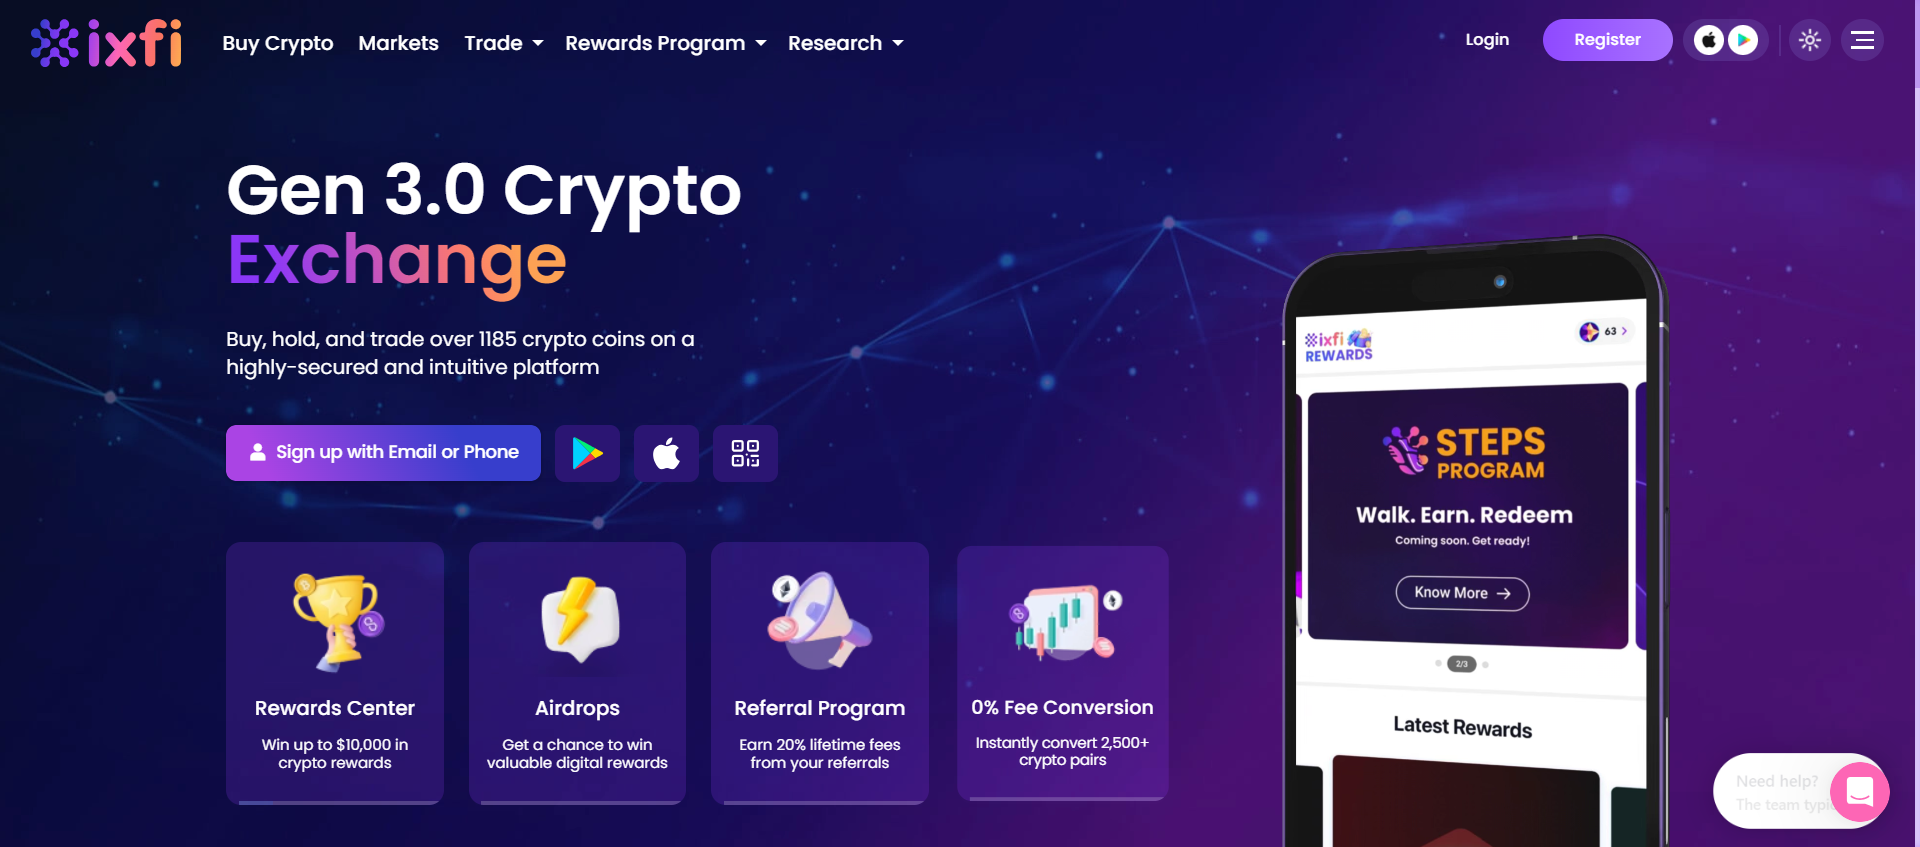 ixfi
Buy Crypto
Markets
Trade
Rewards Program
Research
Login
Register
Gen 3.0 Crypto
Exchange
Buy, hold, and trade over 1185 crypto coins on a
highly-secured and intuitive platform
Sign up with Email or Phone
Rewards Center
Win up to $10,000 in
crypto rewards
Airdrops
Get a chance to win
valuable digital rewards
Referral Program
Earn 20% lifetime fees
from your referrals
0% Fee Conversion
Instantly convert 2,500+
crypto pairs
ixfi
REWARDS
63
STEPS
PROGRAM
Walk. Earn. Redeem
Coming soon. Get ready!
Know More
2/3
Latest Rewards
Need help?
The team typi